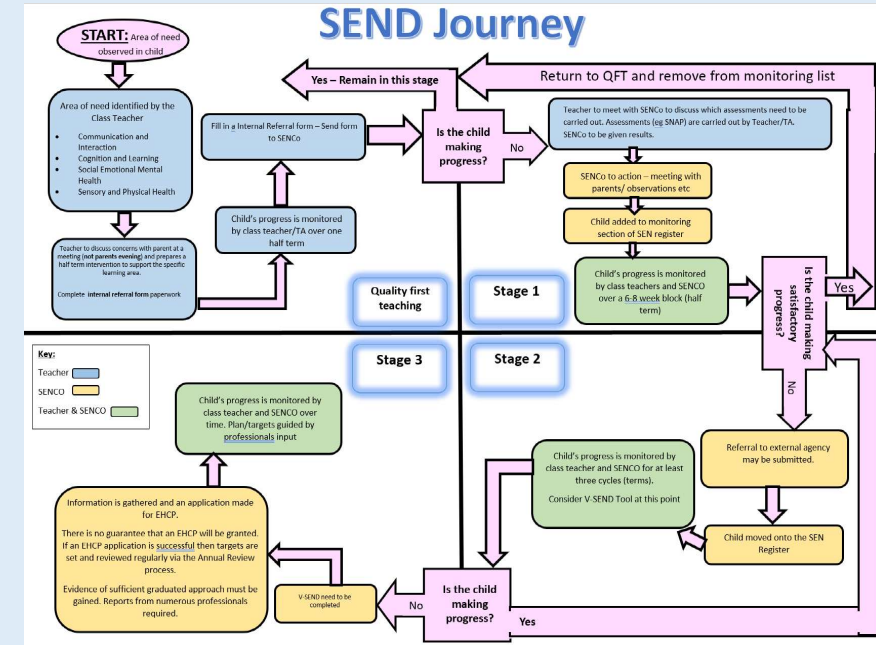 SEND Journey
START: Area of need
observed in child
Area of need identified by the
Class Teacher
• Communication and
Interaction
• Cognition and Learning
• Social Emotional Mental
Health
• Sensory and Physical Health
Teacher to discuss concerns with parent at a
meeting (not parents evening) and prepares a
half term intervention to support the specific
learning area.
Complete internal referral form paperwork
Child's progress is monitored
by class teacher/TA over one
half term
Fill in a Internal Referral form – Send form
to SENCo
Is the child
making
progress?
Yes – Remain in this stage
Return to QFT and remove from monitoring list
No
Teacher to meet with SENCo to discuss which assessments need to be
carried out. Assessments (eg SNAP) are carried out by Teacher/TA.
SENCo to be given results.
SENCo to action – meeting with
parents/ observations etc
Child added to monitoring
section of SEN register
Child's progress is monitored
by class teachers and SENCO
over a 6-8 week block (half
term)
Is the child making
satisfactory
progress?
Yes
No
Quality first
teaching
Stage 1
Stage 3
Stage 2
Key:
Teacher
SENCO
Teacher & SENCO
Referral to external agency
may be submitted.
Child moved onto the SEN
Register
Child's progress is monitored by
class teacher and SENCO for at least
three cycles (terms).
Consider V-SEND Tool at this point
Is the child
making
progress?
Yes
No
V-SEND need to be
completed
Information is gathered and an application made
for EHCP.
There is no guarantee that an EHCP will be granted.
If an EHCP application is successful then targets are
set and reviewed regularly via the Annual Review
process.
Evidence of sufficient graduated approach must be
gained. Reports from numerous professionals
required.
Child's progress is monitored by
class teacher and SENCO over
time. Plan/targets guided by
professionals input